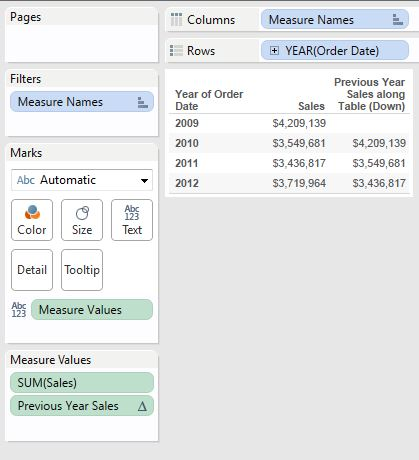 Pages
Columns
Measure Names
Rows
YEAR(Order Date)
Filters
Measure Names
Marks
Abc Automatic
Color
Size
Abc
123
Text
Detail
Tooltip
Abc
123
Measure Values
Measure Values
SUM(Sales)
Previous Year Sales Δ
Previous Year
Year of Order Sales along
Date Sales Table (Down)
2009 $4,209,139
2010 $3,549,681 $4,209,139
2011 $3,436,817 $3,549,681
2012 $3,719,964 $3,436,817